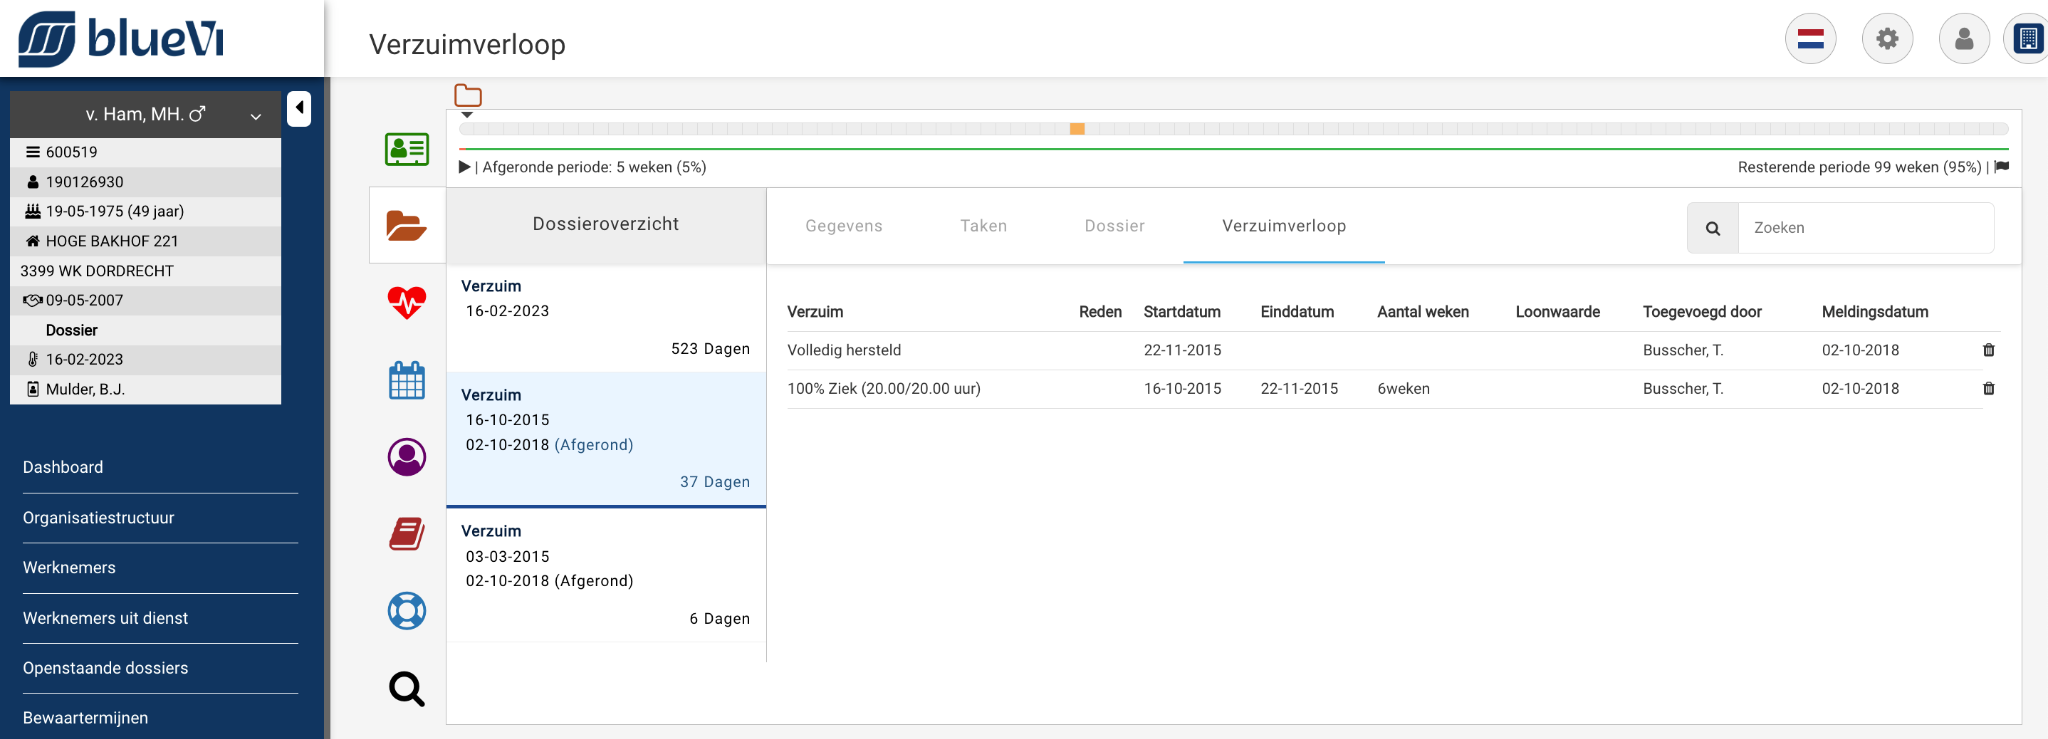 blueVi
Verzuimverloop
v. Ham, MH.
600519
190126930
19-05-1975 (49 jaar)
HOGE BAKHOF 221
3399 WK DORDRECHT
09-05-2007
Dossier
16-02-2023
Mulder, B.J.
Dashboard
Organisatiestructuur
Werknemers
Werknemers uit dienst
Openstaande dossiers
Bewaartermijnen
| Afgeronde periode: 5 weken (5%)
Resterende periode 99 weken (95%) |
Dossieroverzicht
Gegevens Taken Dossier Verzuimverloop
Zoeken
Verzuim
16-02-2023
523 Dagen
Verzuim
16-10-2015
02-10-2018 (Afgerond)
37 Dagen
Verzuim
03-03-2015
02-10-2018 (Afgerond)
6 Dagen
Verzuim Reden Startdatum Einddatum Aantal weken Loonwaarde Toegevoegd door Meldingsdatum
Volledig hersteld 22-11-2015 Busscher, T. 02-10-2018
100% Ziek (20.00/20.00 uur) 16-10-2015 22-11-2015 6weken Busscher, T. 02-10-2018